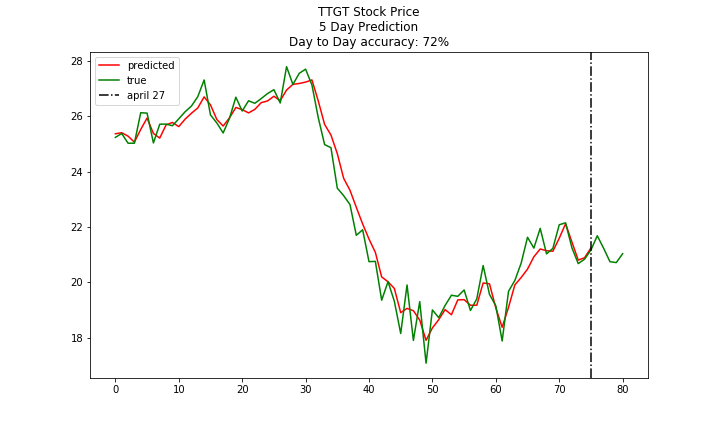 TTGT Stock Price
5 Day Prediction
Day to Day accuracy: 72%
predicted
true
april 27
28
26
24
22
20
18
0 10 20 30 40 50 60 70 80